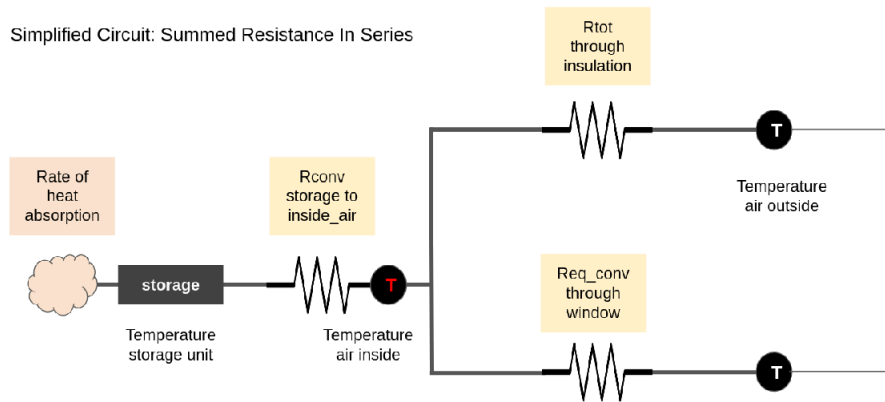 Simplified Circuit: Summed Resistance In Series
Rtot
through
insulation
T
Temperature
air outside
Rate of
heat
absorption
Rconv
storage to
inside_air
storage
T
Temperature
storage unit
Temperature
air inside
Req_conv
through
window
T